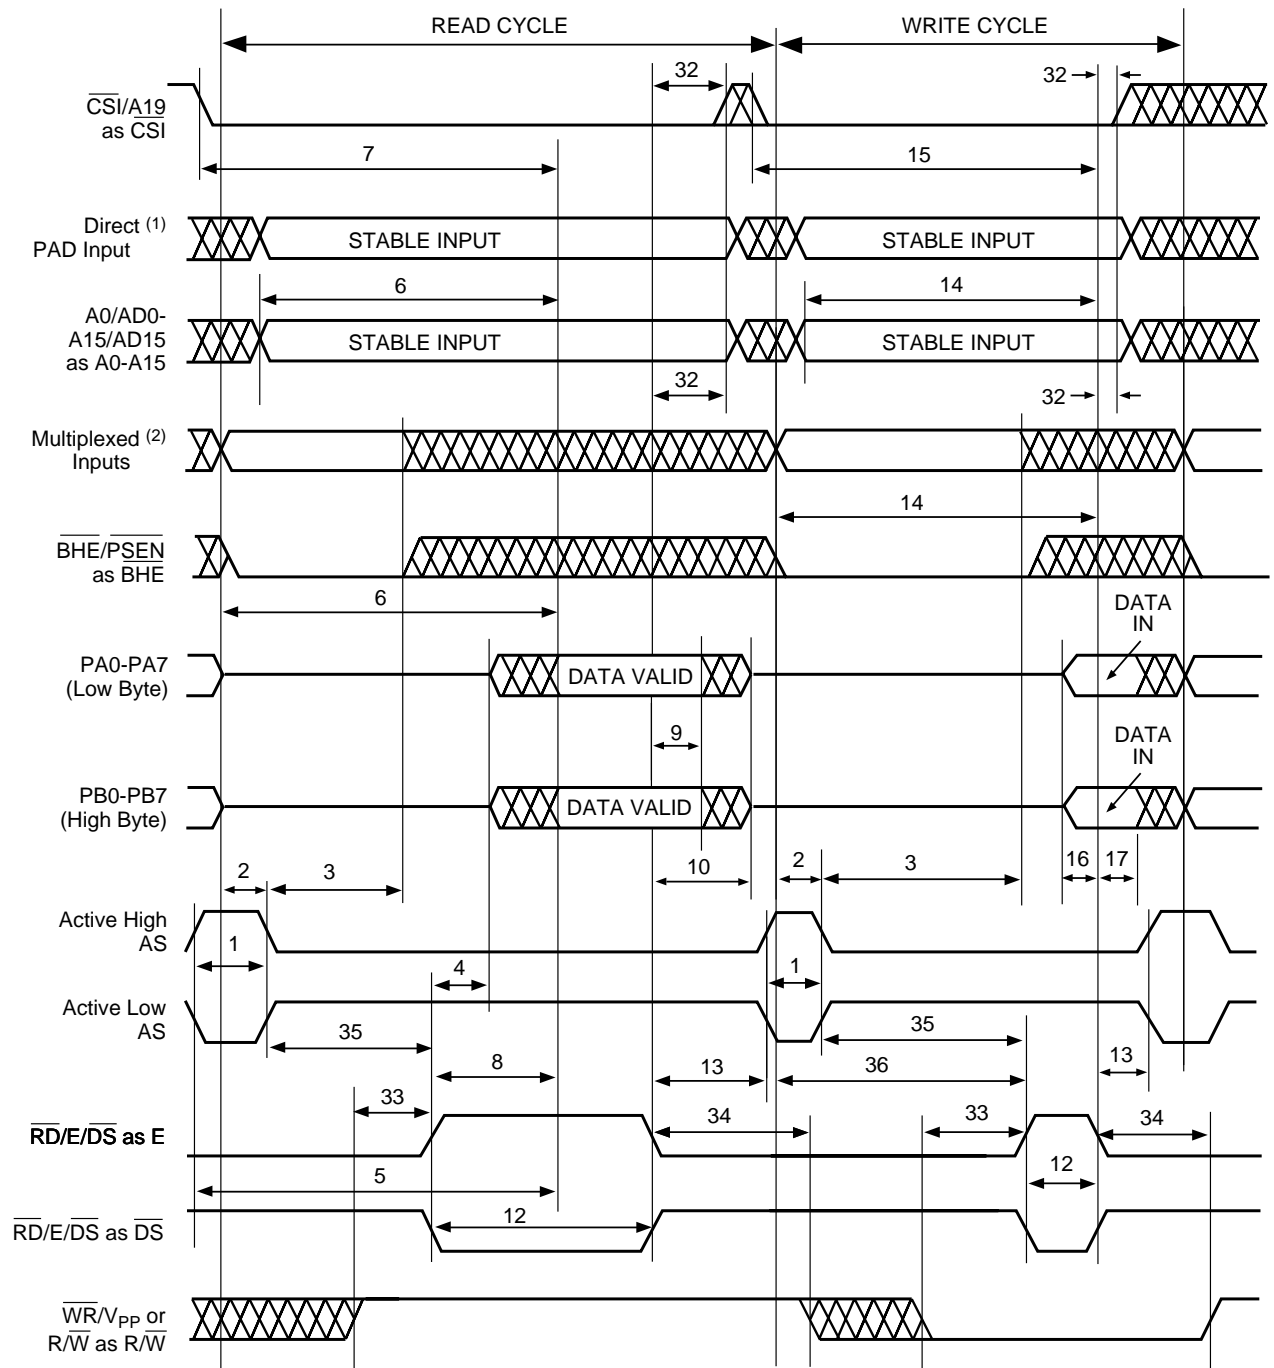 READ CYCLE
WRITE CYCLE
32
32
CSI/A19
as CSI
7
15
Direct (1)
PAD Input
STABLE INPUT
STABLE INPUT
6
14
A0/AD0-
A15/AD15
as A0-A15
STABLE INPUT
STABLE INPUT
32
32
Multiplexed (2)
Inputs
14
BHE/PSEN
as BHE
6
DATA
IN
PA0-PA7
(Low Byte)
DATA VALID
9
DATA
IN
PB0-PB7
(High Byte)
DATA VALID
2
3
10
2
3
16
17
Active High
AS
1
4
1
Active Low
AS
35
35
8
13
36
13
33
34
33
34
RD/E/DS as E
5
12
12
RD/E/DS as DS
WR/VPP or
R/W as R/W